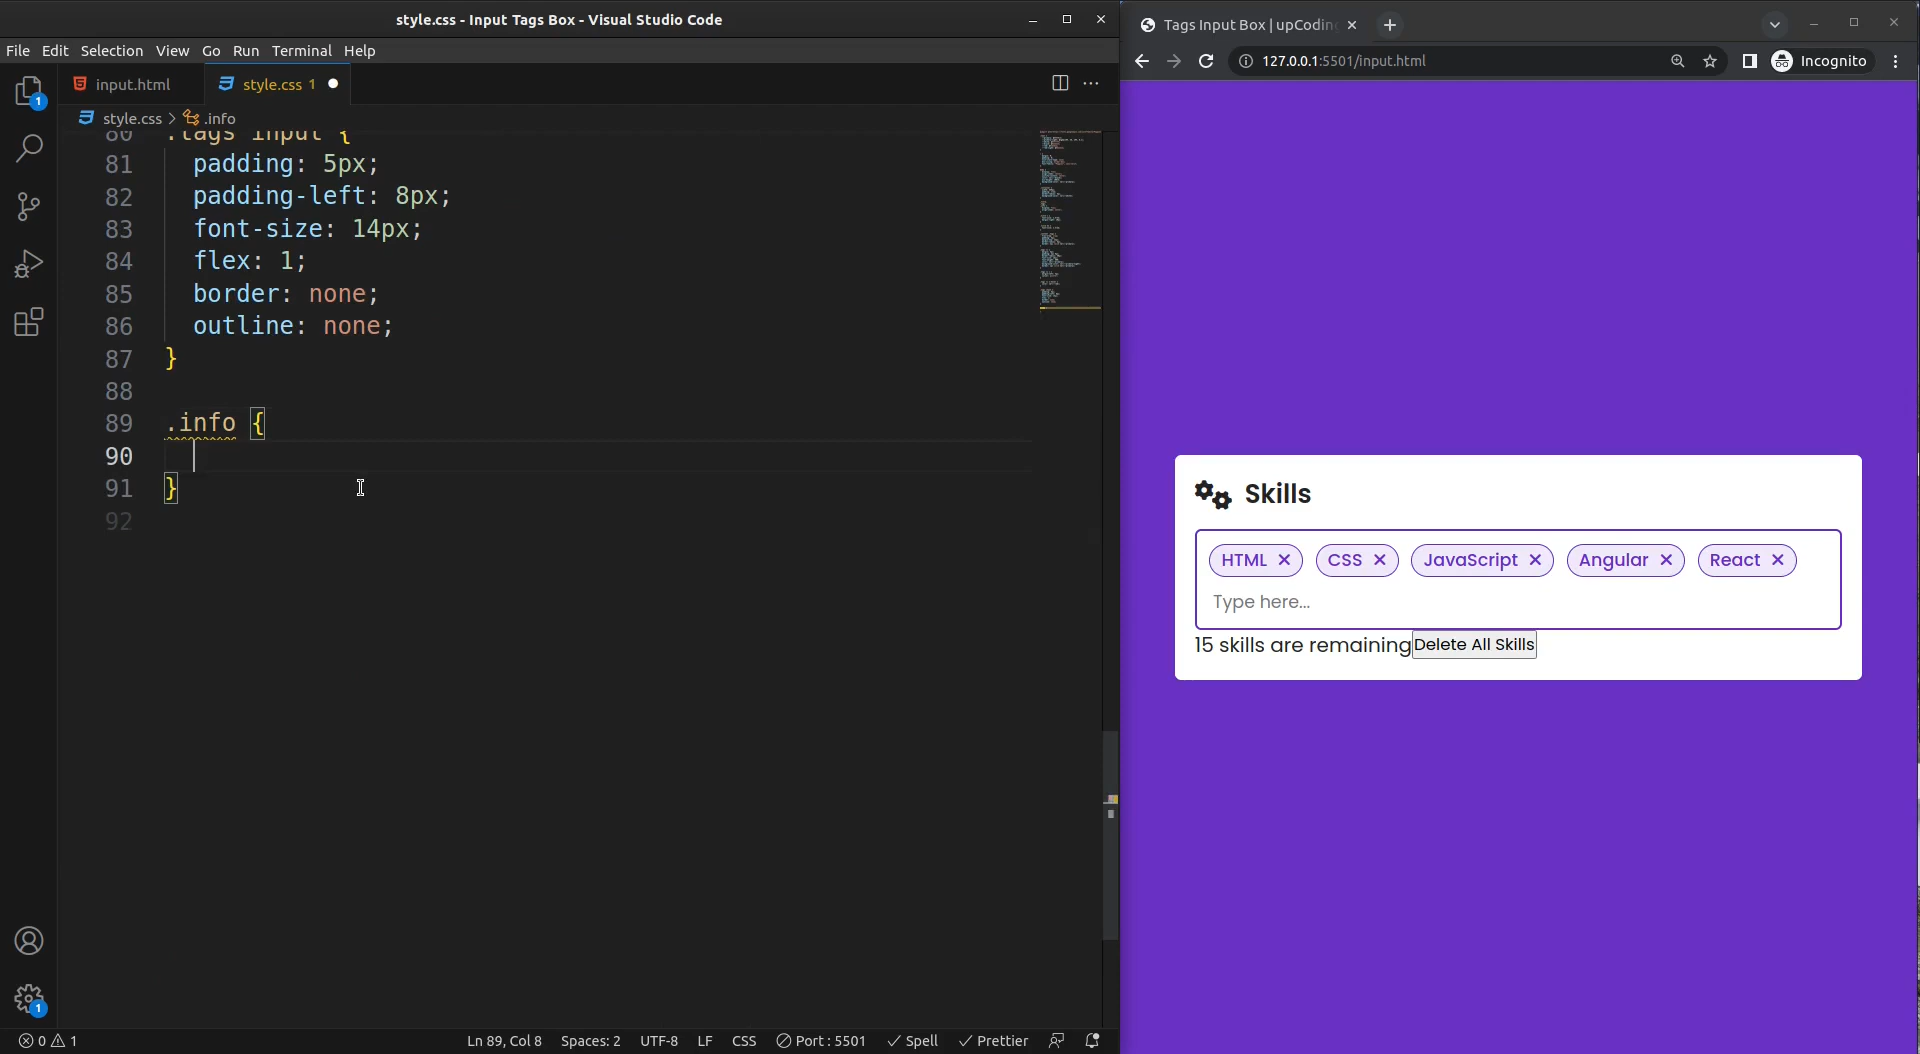 style.css - Input Tags Box - Visual Studio Code
File Edit Selection View Go Run Terminal Help
input.html
style.css 1
style.css > .info
80 .tags input {
81 padding: 5px;
82 padding-left: 8px;
83 font-size: 14px;
84 flex: 1;
85 border: none;
86 outline: none;
87 }
88
89 .info {
90
91 }
92
1
1
0 1
Ln 89, Col 8 Spaces: 2 UTF-8 LF CSS Port : 5501 Spell Prettier
Tags Input Box | upCoding
127.0.0.1:5501/input.html
Incognito
Skills
HTML CSS JavaScript Angular React
Type here...
15 skills are remaining Delete All Skills